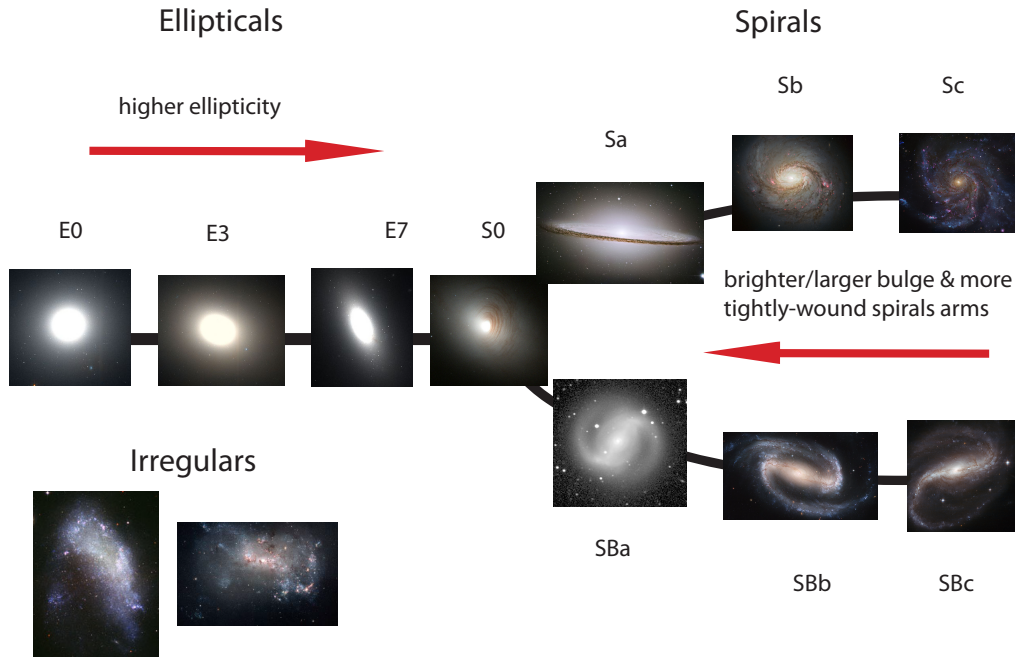 Ellipticals
Spirals
higher ellipticity
Sb
Sc
Sa
E0
E3
E7
S0
brighter/larger bulge & more
tightly-wound spirals arms
Irregulars
SBa
SBb
SBc